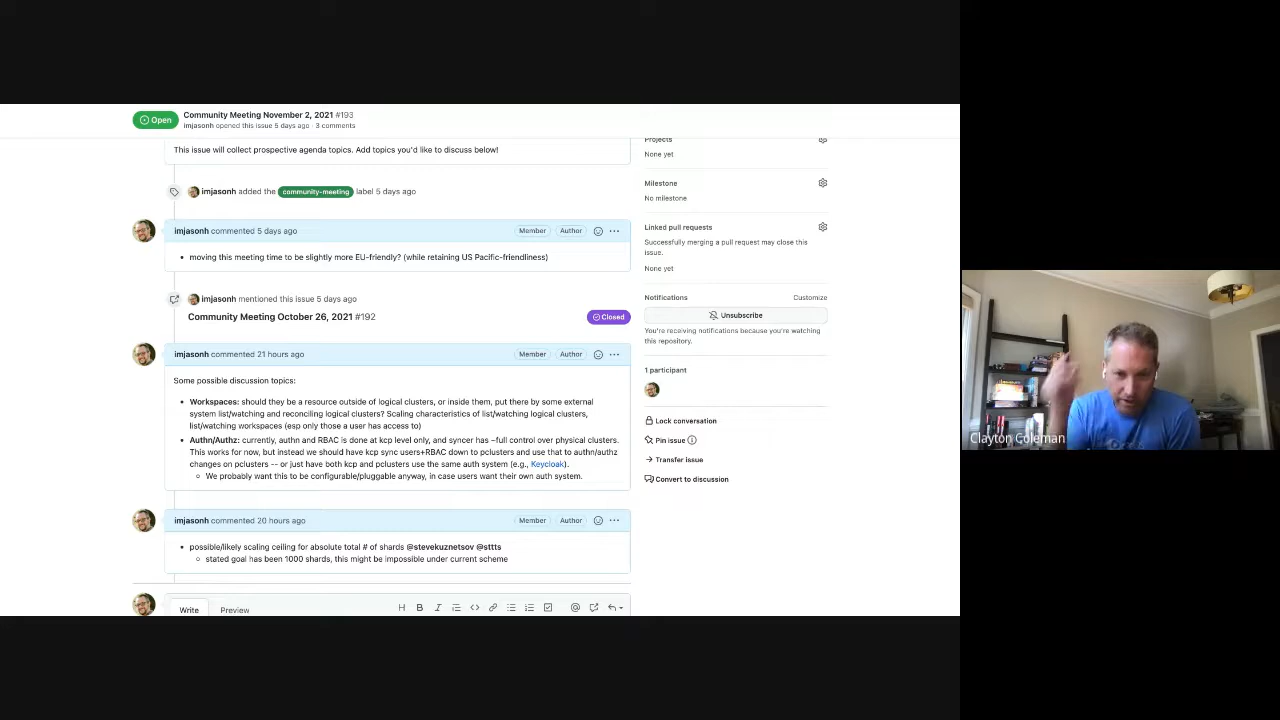 Open
Community Meeting November 2, 2021 #193
imjasonh opened this issue 5 days ago · 3 comments
This issue will collect prospective agenda topics. Add topics you'd like to discuss below!
imjasonh added the community-meeting label 5 days ago
imjasonh commented 5 days ago Member Author
• moving this meeting time to be slightly more EU-friendly? (while retaining US Pacific-friendliness)
imjasonh mentioned this issue 5 days ago
Community Meeting October 26, 2021 #192 Closed
imjasonh commented 21 hours ago Member Author
Some possible discussion topics:
• Workspaces: should they be a resource outside of logical clusters, or inside them, put there by some external
system list/watching and reconciling logical clusters? Scaling characteristics of list/watching logical clusters,
list/watching workspaces (esp only those a user has access to)
• Authn/Authz: currently, authn and RBAC is done at kcp level only, and syncer has ~full control over physical clusters.
This works for now, but instead we should have kcp sync users+RBAC down to pclusters and use that to authn/authz
changes on pclusters -- or just have both kcp and pclusters use the same auth system (e.g., Keycloak).
◦ We probably want this to be configurable/pluggable anyway, in case users want their own auth system.
imjasonh commented 20 hours ago Member Author
• possible/likely scaling ceiling for absolute total # of shards @stevekuznetsov @sttts
◦ stated goal has been 1000 shards, this might be impossible under current scheme
Write Preview
Projects
None yet
Milestone
No milestone
Linked pull requests
Successfully merging a pull request may close this
issue.
None yet
Notifications Customize
Unsubscribe
You're receiving notifications because you're watching
this repository.
1 participant
Lock conversation
Pin issue
Transfer issue
Convert to discussion
Clayton Coleman